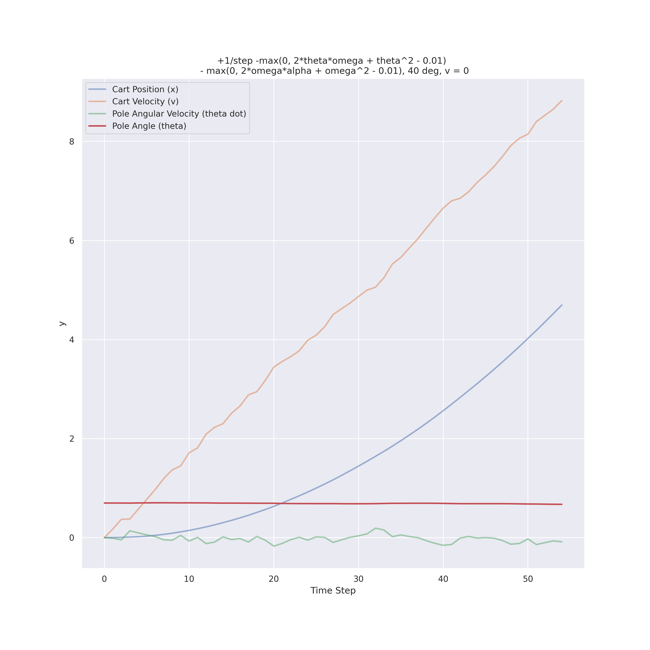 +1/step -max(0, 2*theta*omega + theta^2 - 0.01)
- max(0, 2*omega*alpha + omega^2 - 0.01), 40 deg, v = 0
Cart Position (x)
Cart Velocity (v)
Pole Angular Velocity (theta dot)
Pole Angle (theta)
8
6
4
2
0
y
0 10 20 30 40 50
Time Step